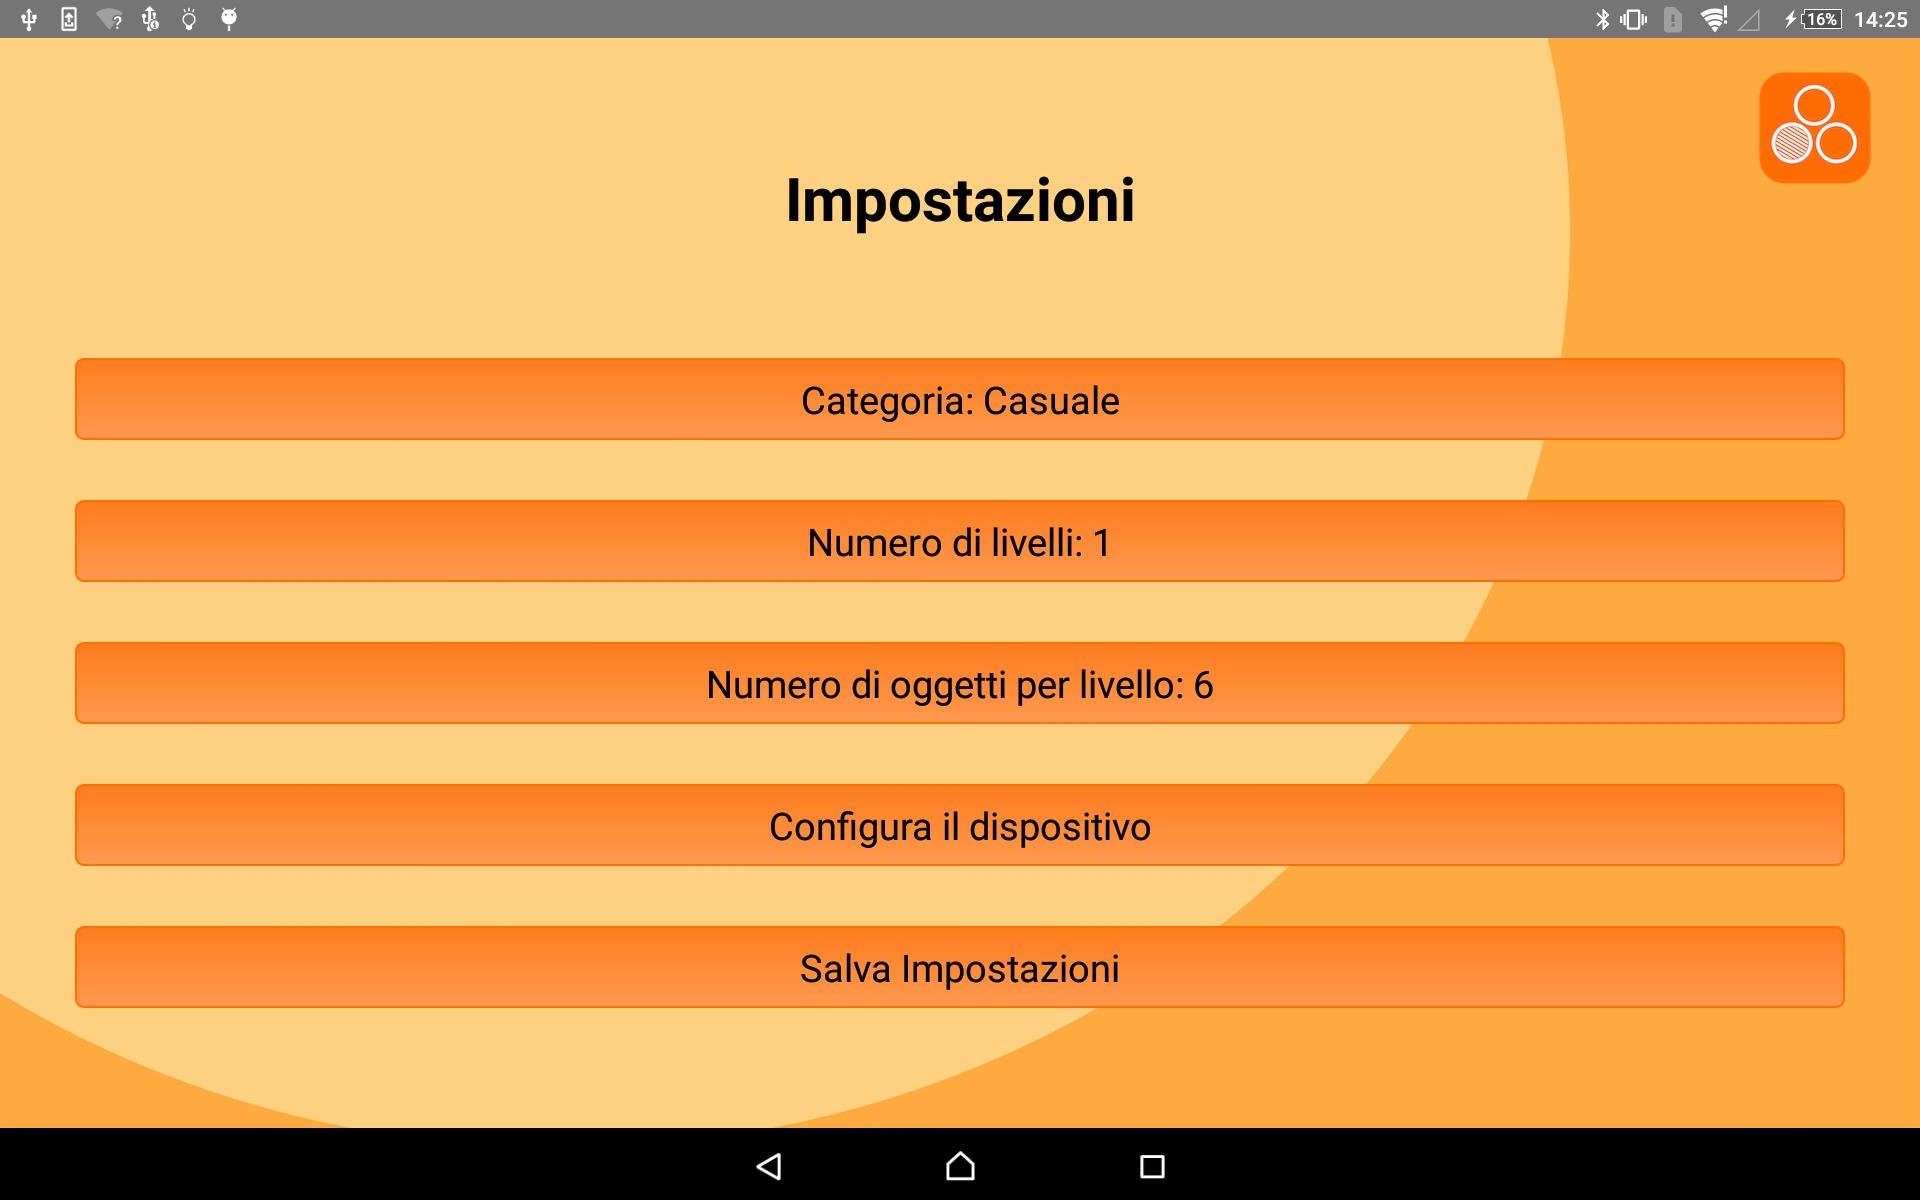 16% 14:25
Impostazioni
Categoria: Casuale
Numero di livelli: 1
Numero di oggetti per livello: 6
Configura il dispositivo
Salva Impostazioni